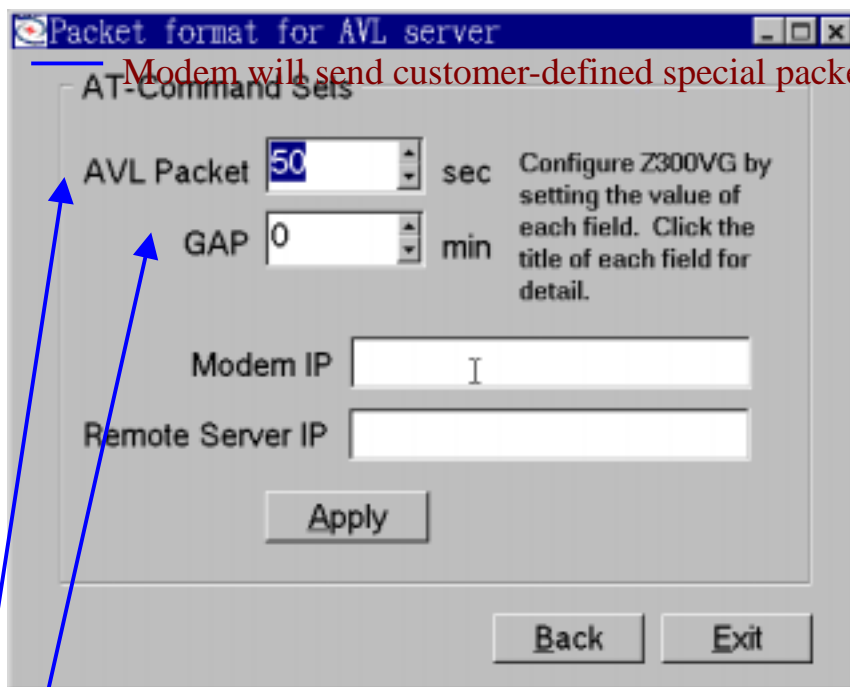 Packet format for AVL server
Modem will send customer-defined special
AT-Command Sets
AVL Packet 50 sec
GAP 0 min
Configure Z300VG by
setting the value of
each field. Click the
title of each field for
detail.
Modem IP
Remote Server IP
Apply
Back Exit